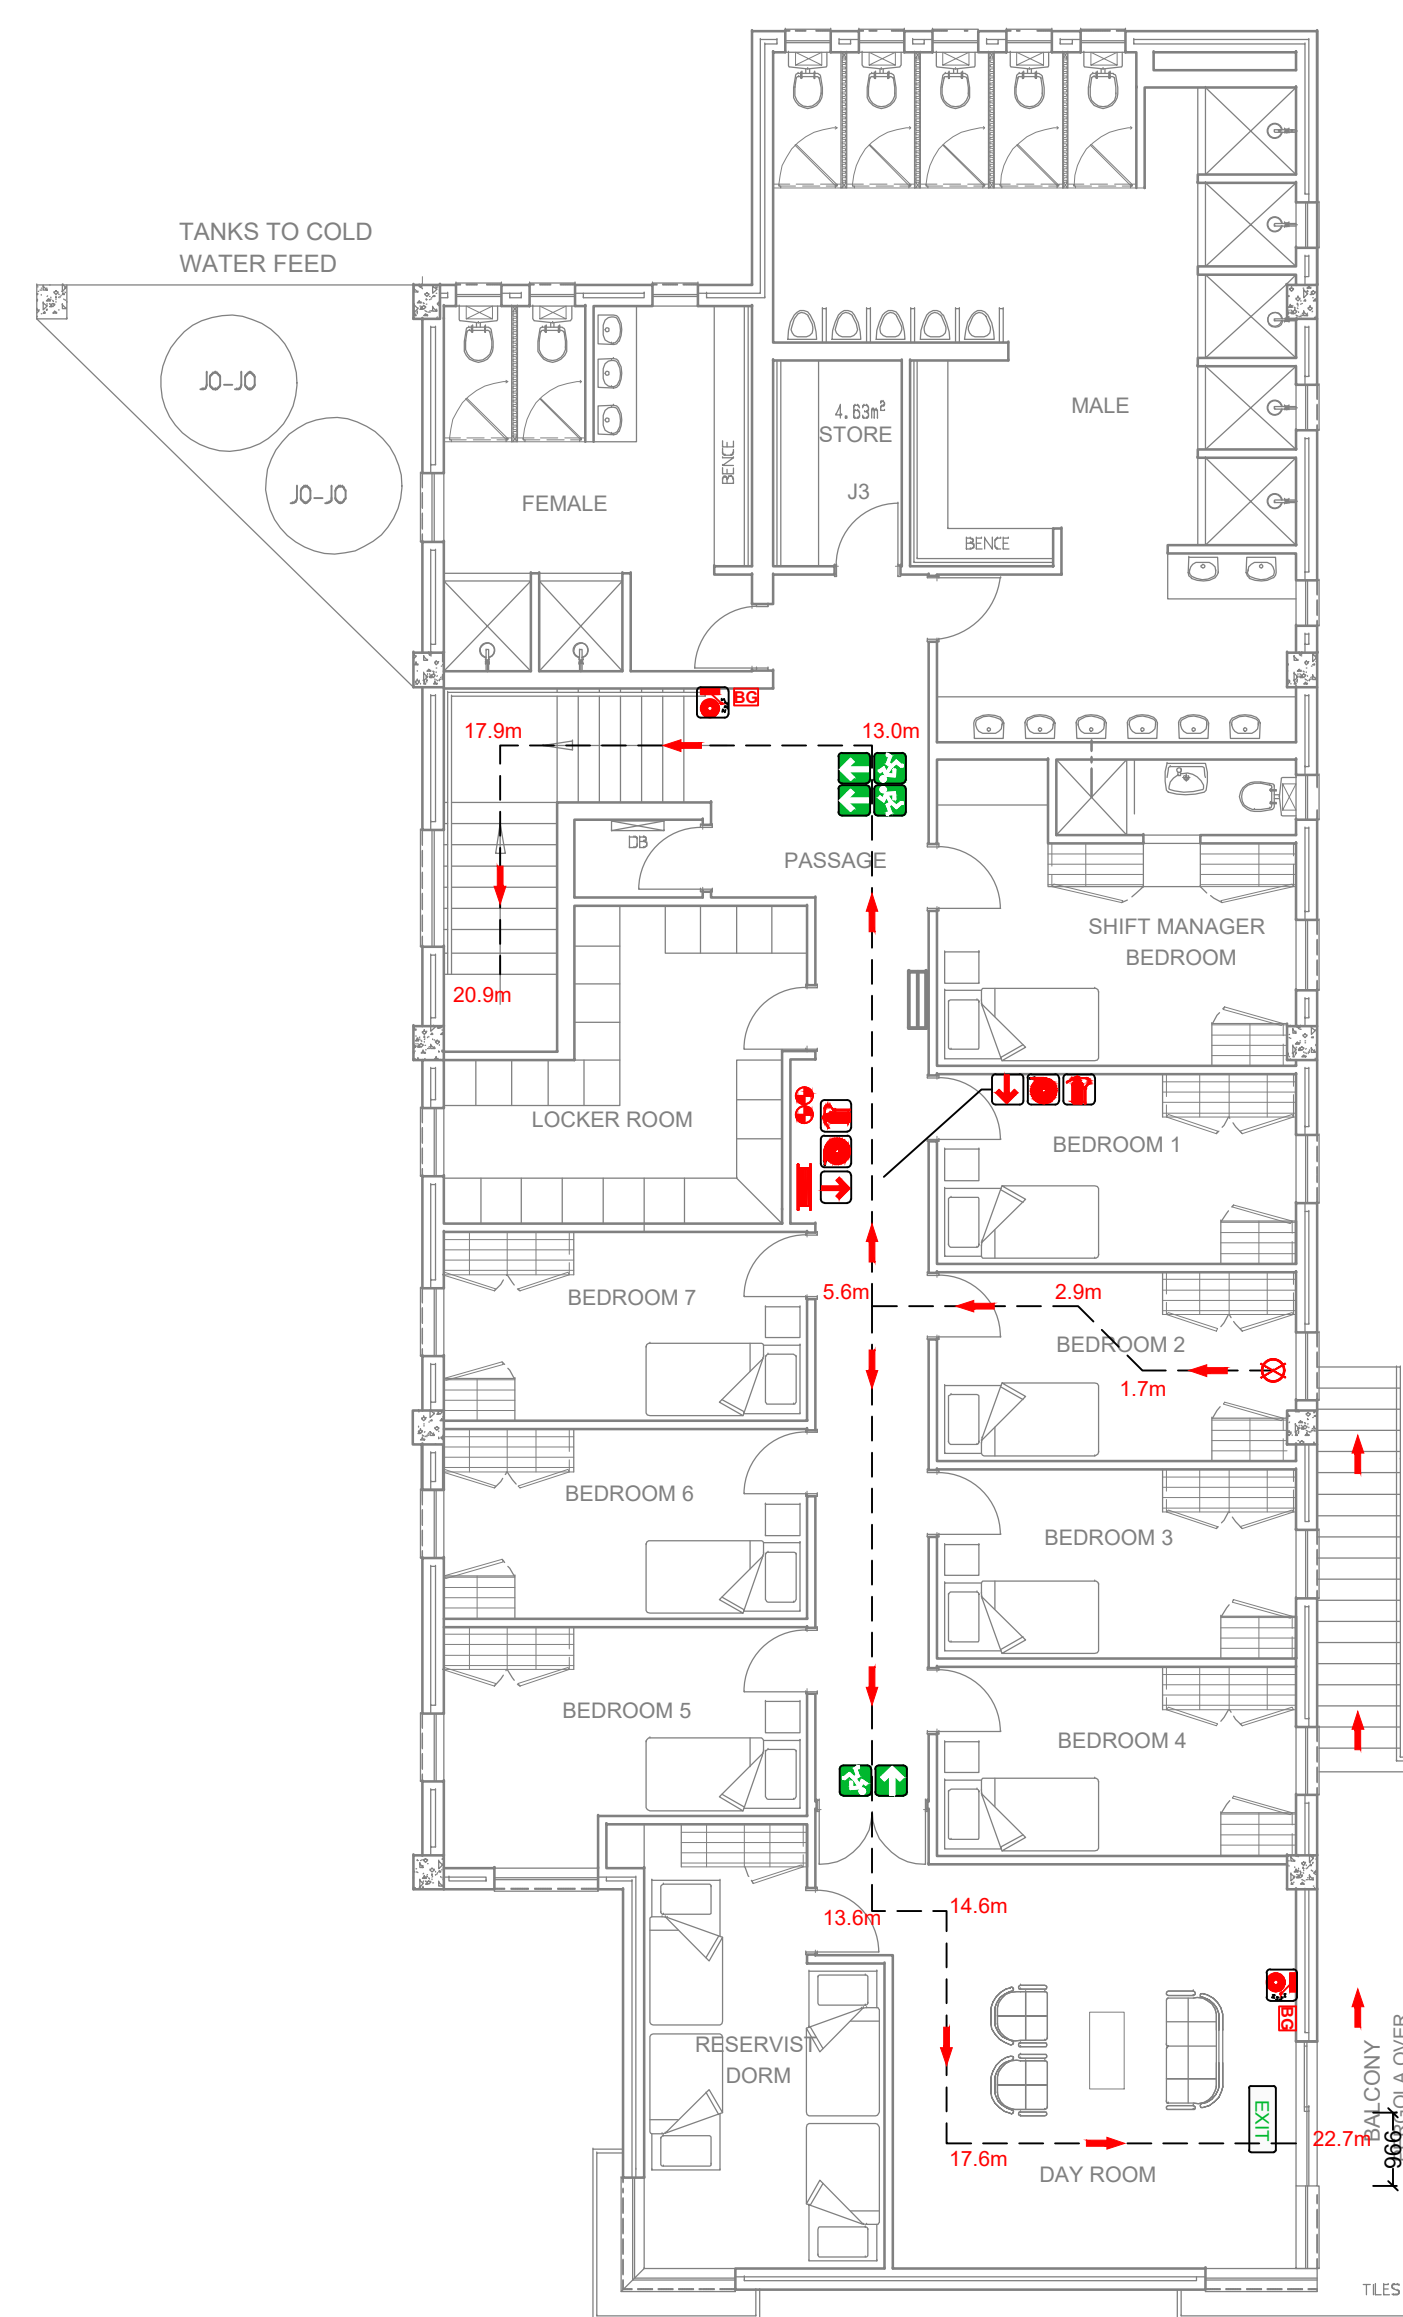 TANKS TO COLD
WATER FEED
JO-JO
JO-JO
4.63m²
STORE
J3
MALE
FEMALE
BENCE
BENCE
BG
17.9m
13.0m
DB
PASSAGE
SHIFT MANAGER
BEDROOM
20.9m
LOCKER ROOM
BEDROOM 1
BEDROOM 7
5.6m
2.9m
BEDROOM 2
1.7m
BEDROOM 6
BEDROOM 3
BEDROOM 5
BEDROOM 4
13.6m
14.6m
BG
RESERVIST
DORM
EXIT
BALCONY
22.7m
966
17.6m
DAY ROOM
TILES